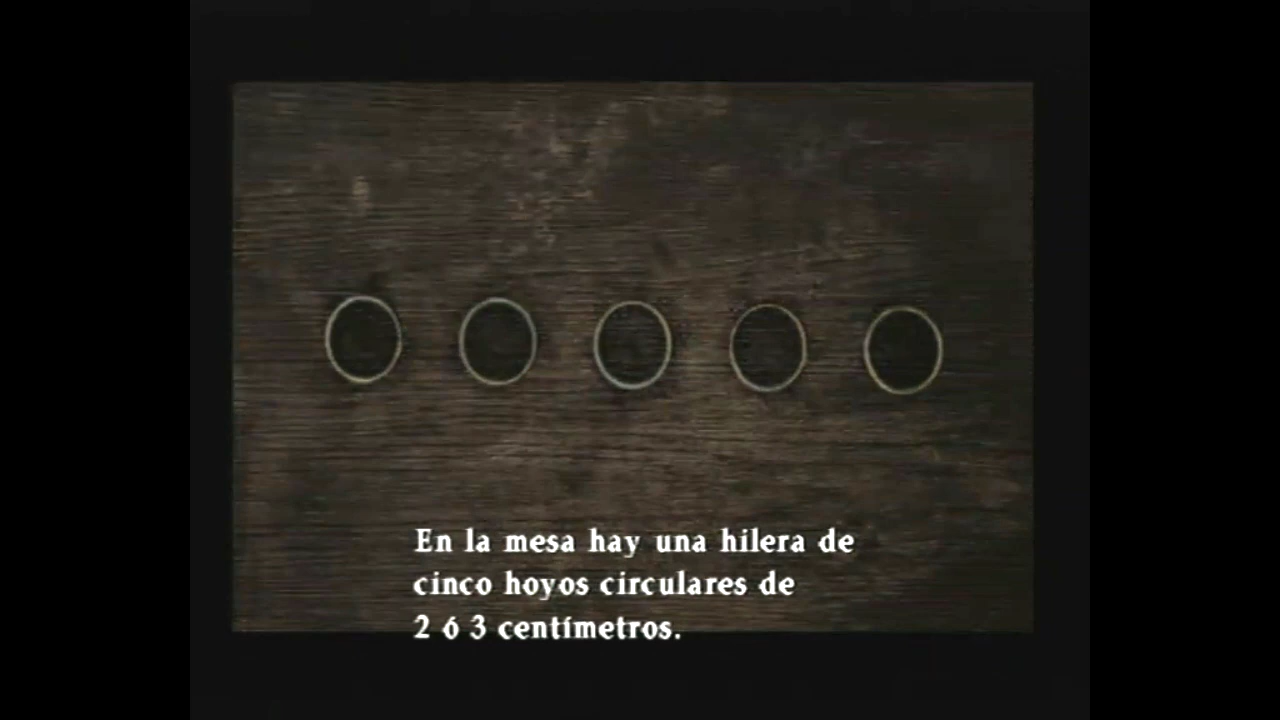 En la mesa hay una hilera de
cinco hoyos circulares de
2 ó 3 centímetros.